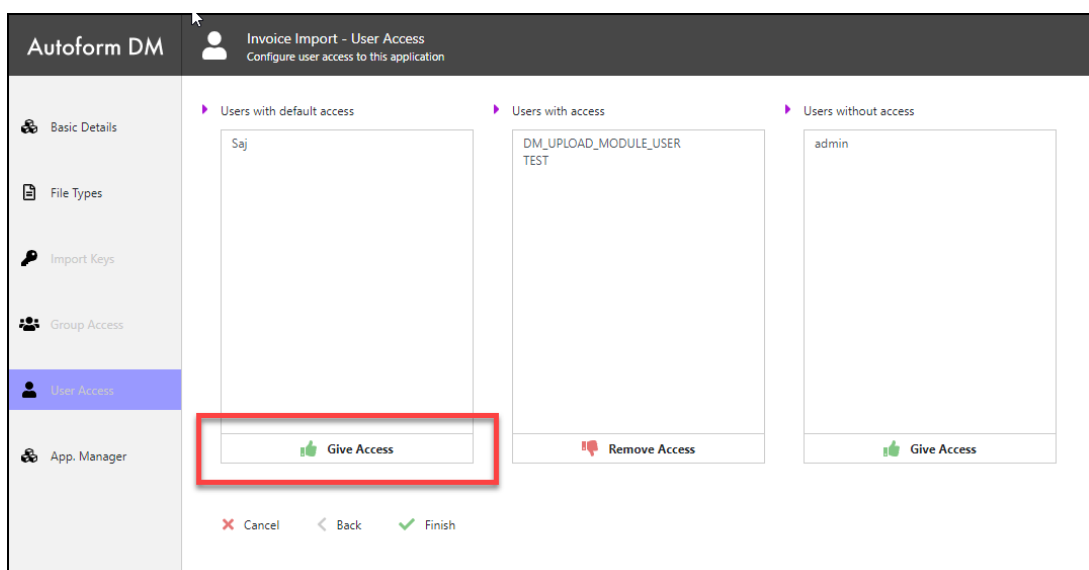 Autoform DM
Invoice Import - User Access
Configure user access to this application
Basic Details
File Types
Import Keys
Group Access
User Access
App. Manager
Users with default access
Saj
Give Access
Users with access
DM_UPLOAD_MODULE_USER
TEST
Remove Access
Users without access
admin
Give Access
Cancel
Back
Finish